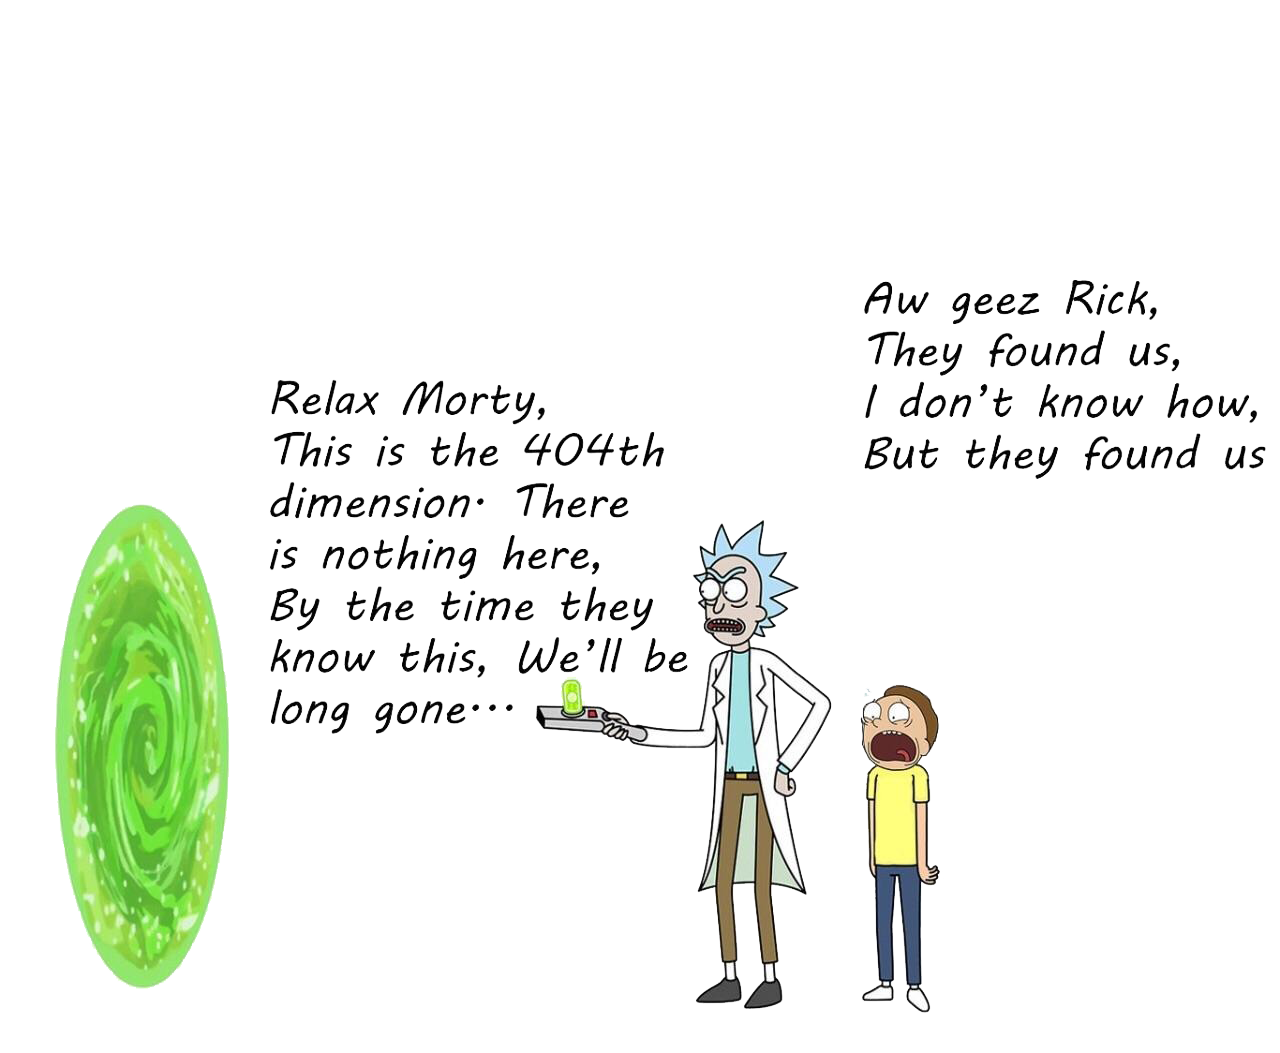 Aw geez Rick,
They found us,
I don't know how,
But they found us
Relax Morty,
This is the 404th
dimension. There
is nothing here,
By the time they
know this, We'll be
long gone...